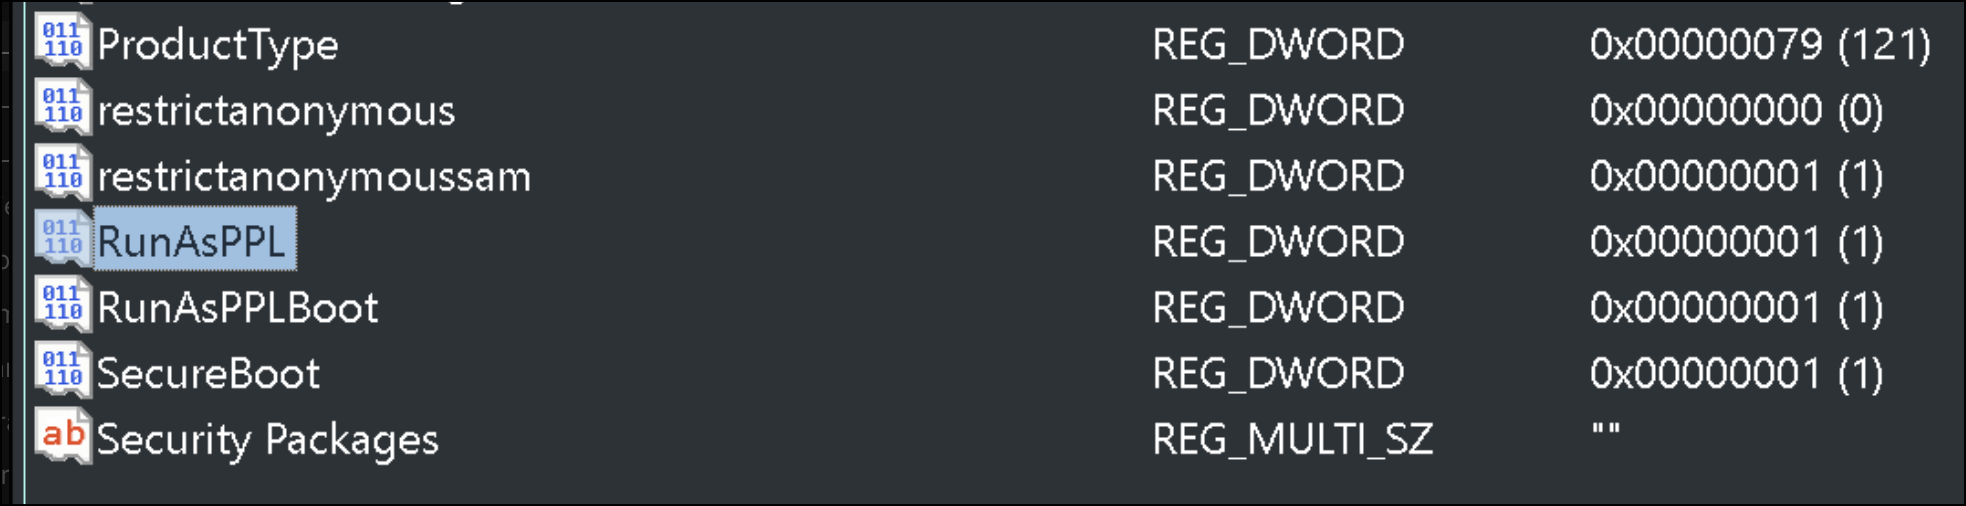 ProductType REG_DWORD 0x00000079 (121)
restrictanonymous REG_DWORD 0x00000000 (0)
restrictanonymoussam REG_DWORD 0x00000001 (1)
RunAsPPL REG_DWORD 0x00000001 (1)
RunAsPPLBoot REG_DWORD 0x00000001 (1)
SecureBoot REG_DWORD 0x00000001 (1)
Security Packages REG_MULTI_SZ ""